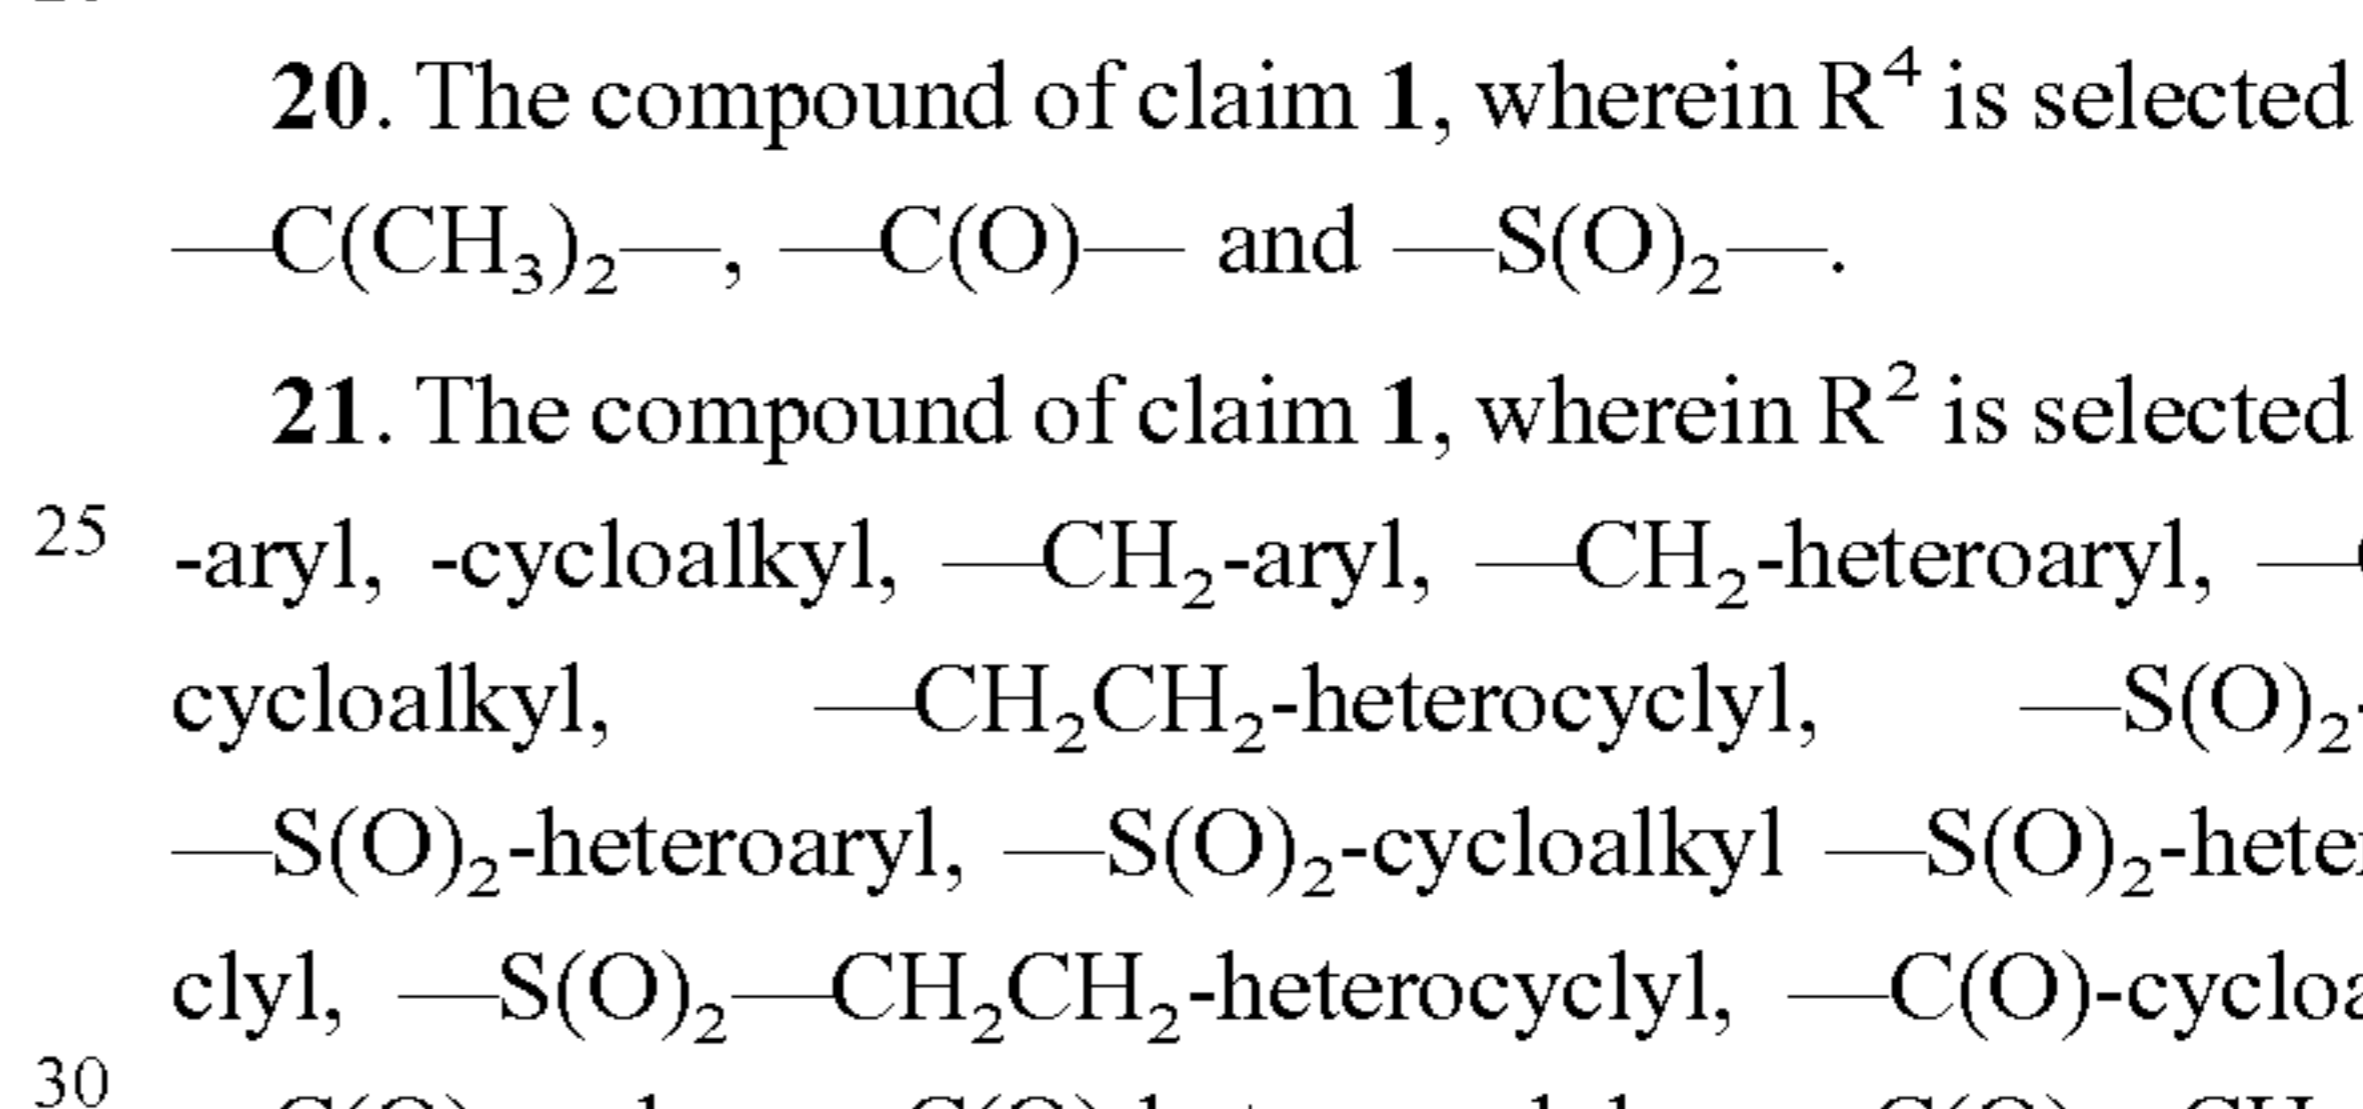 20. The compound of claim 1, wherein R⁴ is selected
—C(CH₃)₂—, —C(O)— and —S(O)₂—.
21. The compound of claim 1, wherein R² is selected
25 -aryl, -cycloalkyl, —CH₂-aryl, —CH₂-heteroaryl, —
cycloalkyl, —CH₂CH₂-heterocyclyl, —S(O)₂-
—S(O)₂-heteroaryl, —S(O)₂-cycloalkyl —S(O)₂-
clyl, —S(O)₂—CH₂CH₂-heterocyclyl, —C(O)-
30